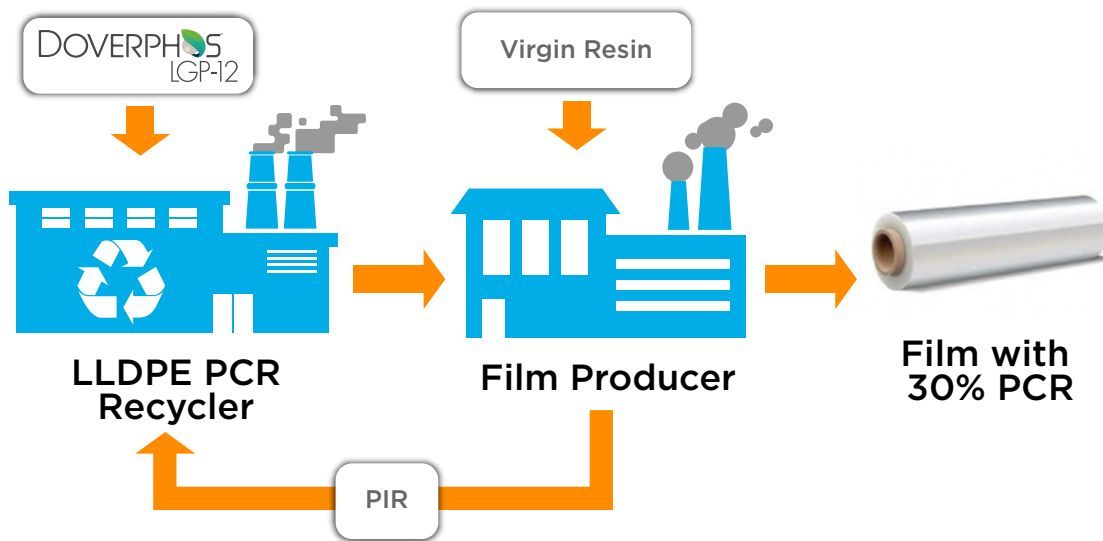 DOVERPHOS
LGP-12
Virgin Resin
LLDPE PCR
Recycler
Film Producer
Film with
30% PCR
PIR